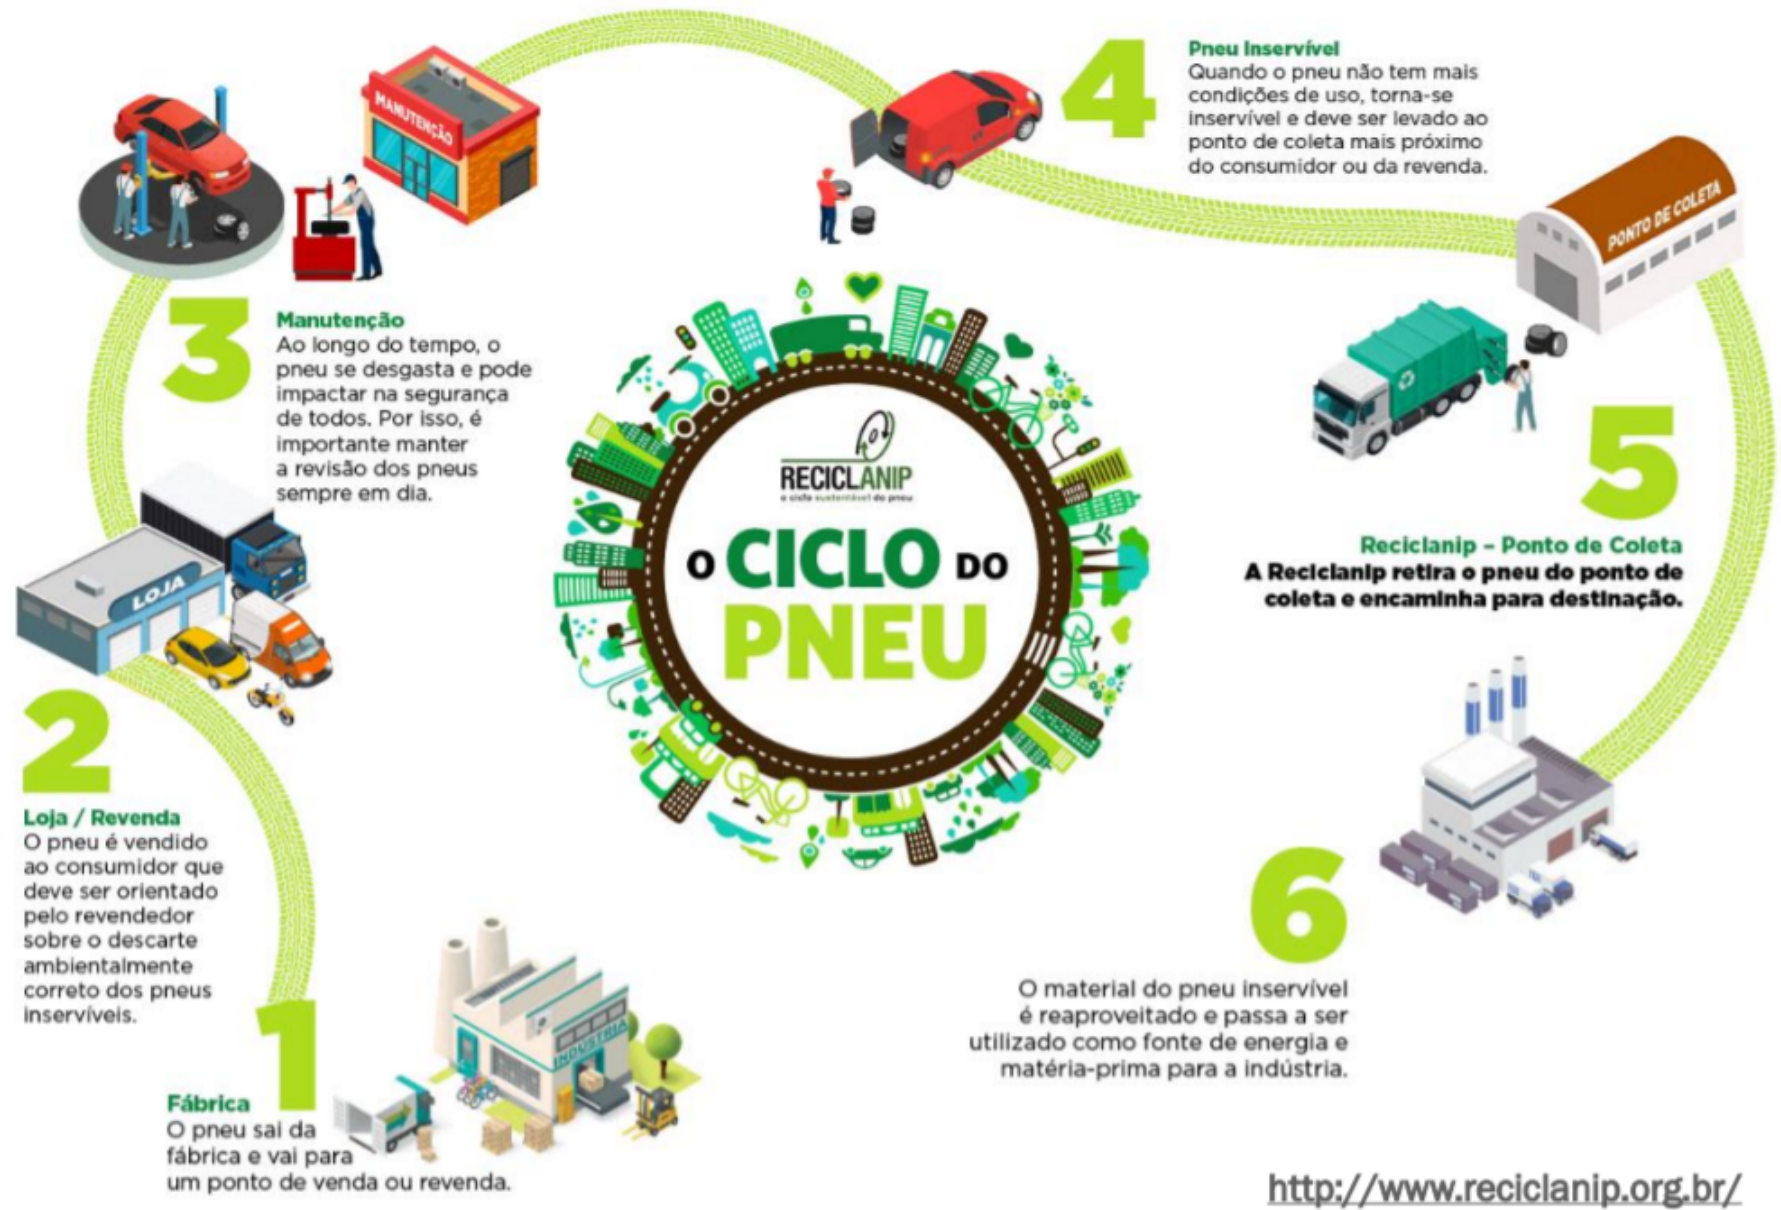 4
Pneu Inservível
Quando o pneu não tem mais
condições de uso, torna-se
inservível e deve ser levado ao
ponto de coleta mais próximo
do consumidor ou da revenda.
MANUTENÇÃO
PONTO DE COLETA
3
Manutenção
Ao longo do tempo, o
pneu se desgasta e pode
impactar na segurança
de todos. Por isso, é
importante manter
a revisão dos pneus
sempre em dia.
RECICLANIP
o ciclo sustentável do pneu
O CICLO DO
PNEU
5
Reciclanip – Ponto de Coleta
A Reciclanip retira o pneu do ponto de
coleta e encaminha para destinação.
LOJA
2
Loja / Revenda
O pneu é vendido
ao consumidor que
deve ser orientado
pelo revendedor
sobre o descarte
ambientalmente
correto dos pneus
inservíveis.
6
O material do pneu inservível
é reaproveitado e passa a ser
utilizado como fonte de energia e
matéria-prima para a indústria.
INDÚSTRIA
1
Fábrica
O pneu sai da
fábrica e vai para
um ponto de venda ou revenda.
http://www.reciclanip.org.br/